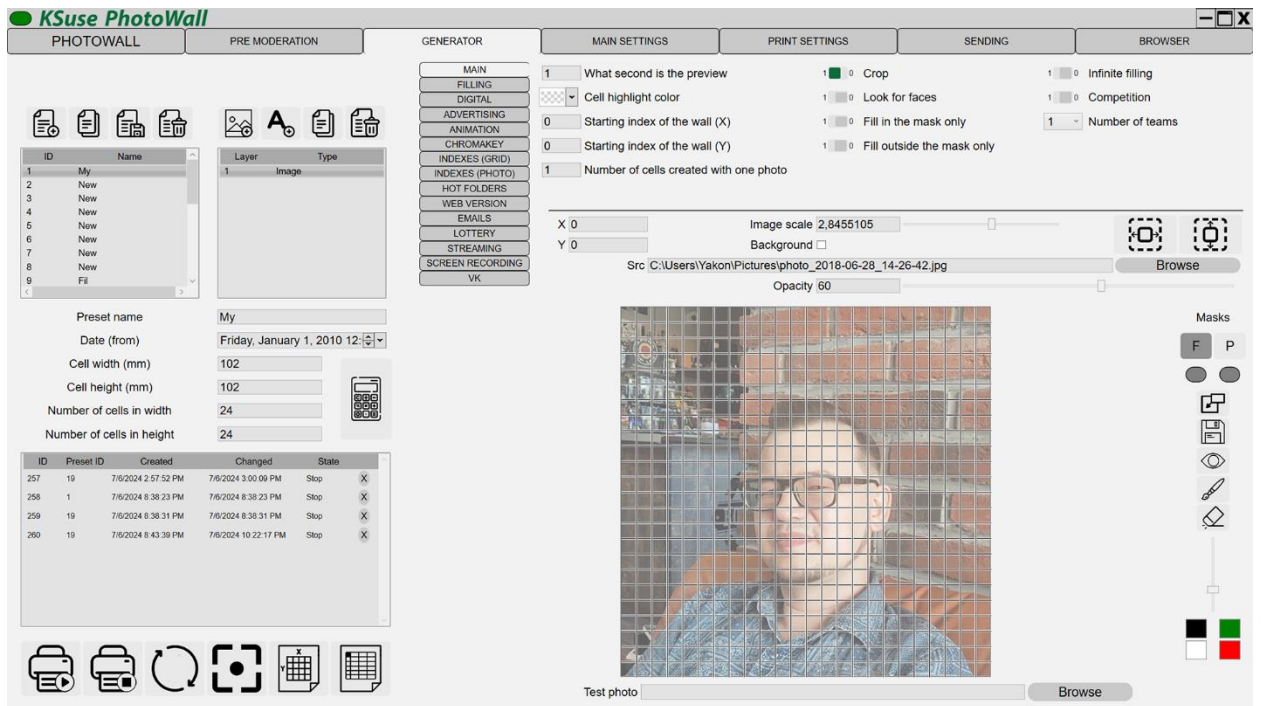 KSuse PhotoWall
X
PHOTOWALL PRE MODERATION GENERATOR MAIN SETTINGS PRINT SETTINGS SENDING BROWSER
MAIN
FILLING
DIGITAL
ADVERTISING
ANIMATION
CHROMAKEY
INDEXES (GRID)
INDEXES (PHOTO)
HOT FOLDERS
WEB VERSION
EMAILS
LOTTERY
STREAMING
SCREEN RECORDING
VK
1 What second is the preview 1 0 Crop 1 0 Infinite filling
Cell highlight color 1 0 Look for faces 1 0 Competition
0 Starting index of the wall (X) 1 0 Fill in the mask only 1 Number of teams
0 Starting index of the wall (Y) 1 0 Fill outside the mask only
1 Number of cells created with one photo
ID Name
1 My
2 New
3 New
4 New
5 New
6 New
7 New
8 New
9 Fil
Layer Type
1 Image
X 0 Image scale 2,8455105
Y 0 Background
Src C:\Users\Yakon\Pictures\photo_2018-06-28_14-26-42.jpg Browse
Opacity 60
Preset name My
Date (from) Friday, January 1, 2010 12:
Cell width (mm) 102
Cell height (mm) 102
Number of cells in width 24
Number of cells in height 24
Masks
F P
ID Preset ID Created Changed State
257 19 7/6/2024 2:57:52 PM 7/6/2024 3:00:09 PM Stop X
258 1 7/6/2024 8:38:23 PM 7/6/2024 8:38:23 PM Stop X
259 19 7/6/2024 8:38:31 PM 7/6/2024 8:38:31 PM Stop X
260 19 7/6/2024 8:43:39 PM 7/6/2024 10:22:17 PM Stop X
X
Y
Test photo Browse